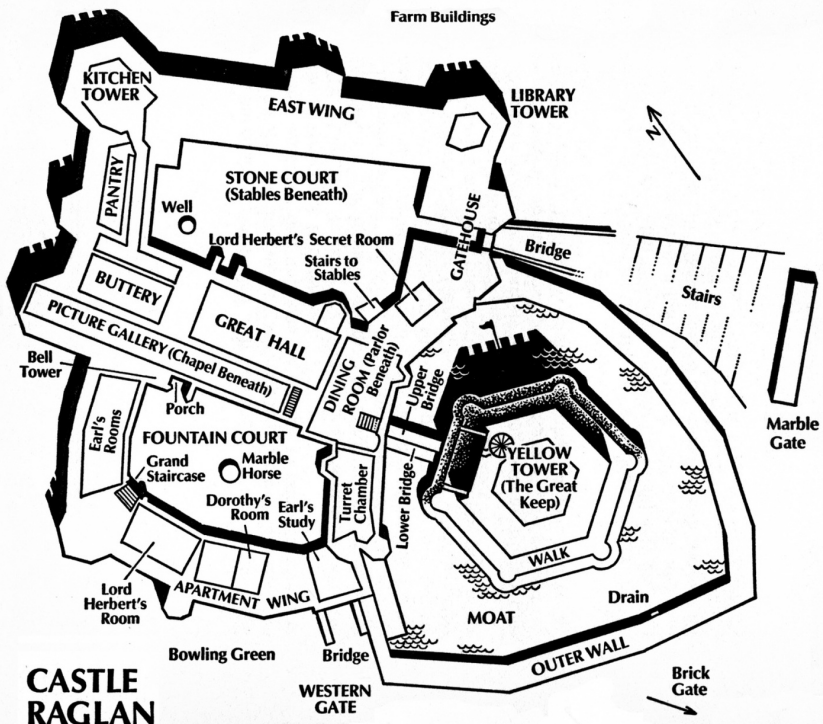 Farm Buildings
KITCHEN
TOWER
EAST WING
LIBRARY
TOWER
N
PANTRY
STONE COURT
(Stables Beneath)
Well
Lord Herbert's Secret Room
Stairs to
Stables
GATEHOUSE
Bridge
Stairs
BUTTERY
GREAT HALL
PICTURE GALLERY (Chapel Beneath)
DINING
ROOM (Parlor
Beneath)
Upper
Bridge
Bell
Tower
Porch
Marble
Gate
Earl's
Rooms
FOUNTAIN COURT
Grand
Staircase
Marble
Horse
Dorothy's
Room
Earl's
Study
Turret
Chamber
Lower Bridge
YELLOW
TOWER
(The Great
Keep)
WALK
Lord
Herbert's
Room
APARTMENT WING
MOAT
Drain
OUTER WALL
Bowling Green
Bridge
WESTERN
GATE
Brick
Gate
CASTLE
RAGLAN